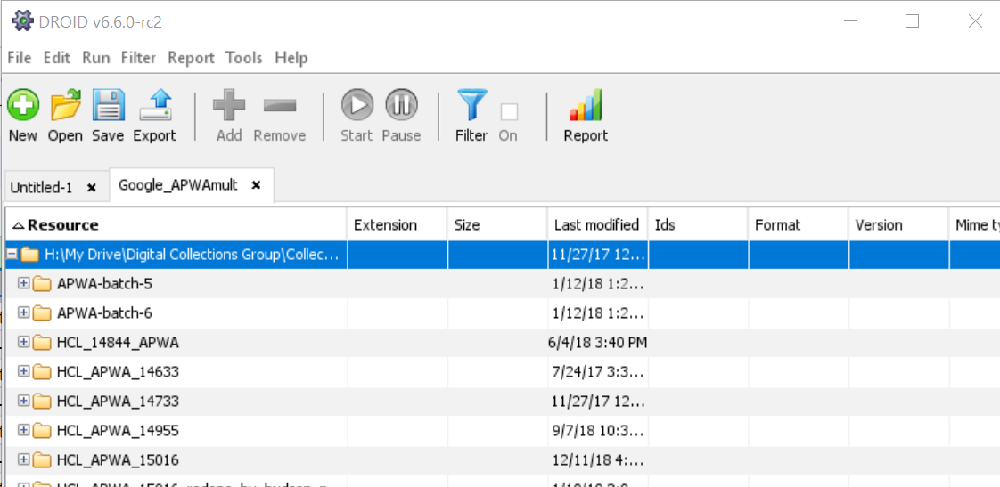 DROID v6.6.0-rc2
File Edit Run Filter Report Tools Help
New Open Save Export Add Remove Start Pause Filter On Report
Untitled-1 Google_APWAmult
Resource Extension Size Last modified Ids Format Version Mime ty
H:\My Drive\Digital Collections Group\Collec... 11/27/17 12...
APWA-batch-5 1/12/18 1:2...
APWA-batch-6 1/12/18 1:2...
HCL_14844_APWA 6/4/18 3:40 PM
HCL_APWA_14633 7/24/17 3:3...
HCL_APWA_14733 11/27/17 12...
HCL_APWA_14955 9/7/18 10:3...
HCL_APWA_15016 12/11/18 4:...